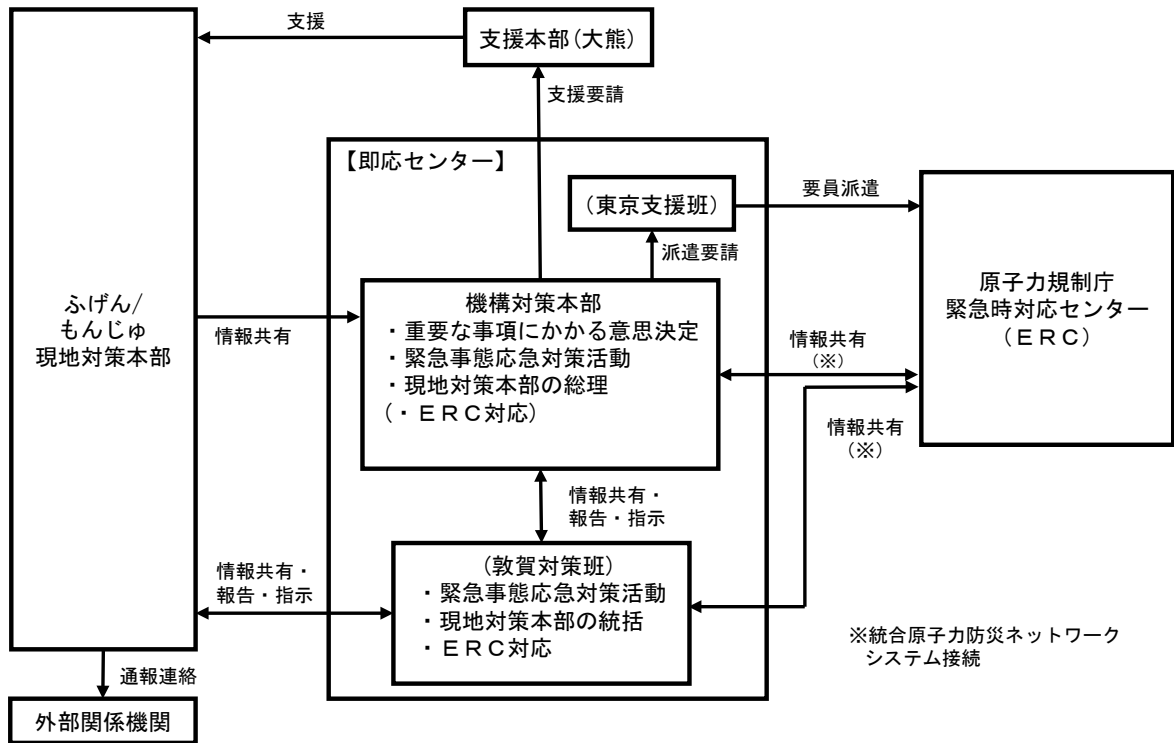 支援
支援本部(大熊)
支援要請
【即応センター】
(東京支援班)
要員派遣
派遣要請
ふげん/
もんじゅ
現地対策本部
情報共有
機構対策本部
・重要な事項にかかる意思決定
・緊急事態応急対策活動
・現地対策本部の総理
(・ERC対応)
原子力規制庁
緊急時対応センター
(ERC)
情報共有
(※)
情報共有
(※)
情報共有・
報告・指示
情報共有・
報告・指示
(敦賀対策班)
・緊急事態応急対策活動
・現地対策本部の統括
・ERC対応
※統合原子力防災ネットワーク
システム接続
通報連絡
外部関係機関